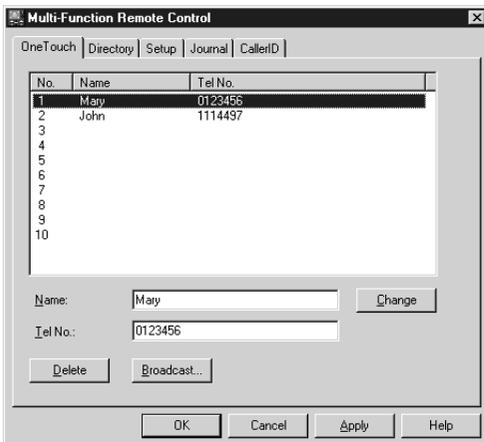 Multi-Function Remote Control
OneTouch Directory Setup Journal CallerID
No. Name Tel No.
1 Mary 0123456
2 John 1114497
3
4
5
6
7
8
9
10
Name: Mary Change
Tel No.: 0123456
Delete Broadcast...
OK Cancel Apply Help